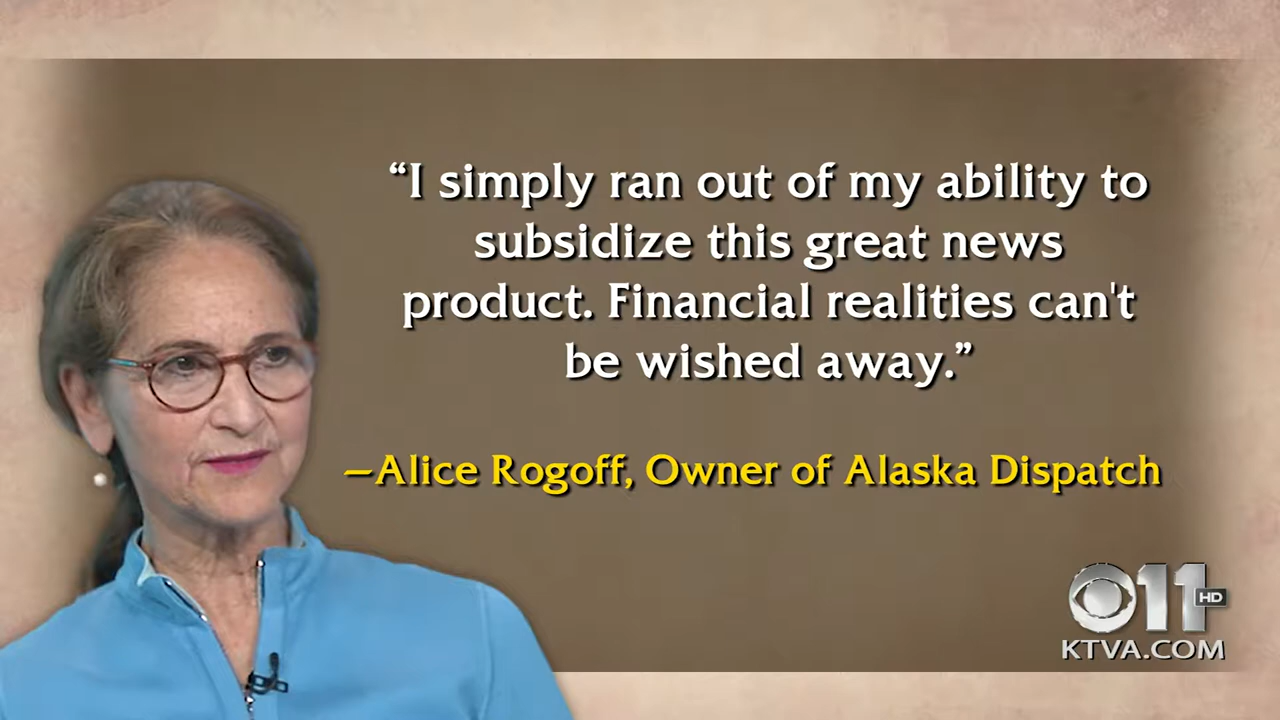 “I simply ran out of my ability to
subsidize this great news
product. Financial realities can't
be wished away.”
—Alice Rogoff, Owner of Alaska Dispatch
11 HD
KTVA.COM